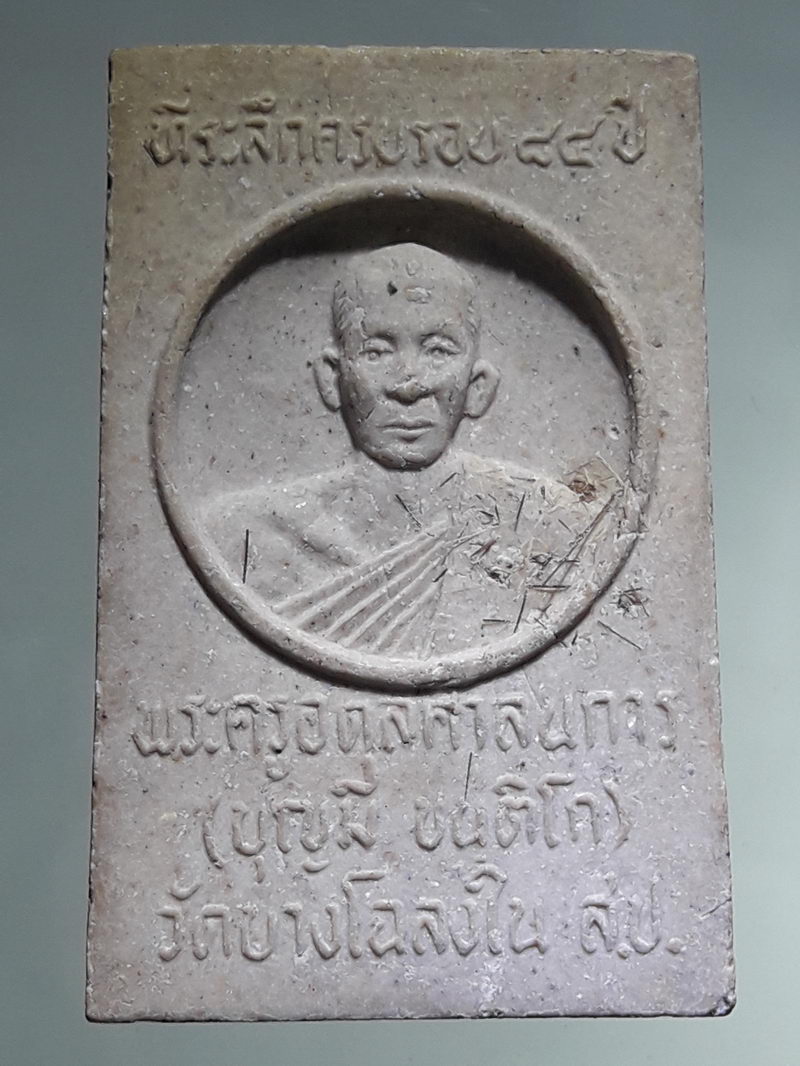 ที่ระลึกครบรอบ ๘๔ ปี
พระครูอดุลศาสนการ
(บุญมี ขนฺติโก)
วัดบางโฉลงใน ส.ป.